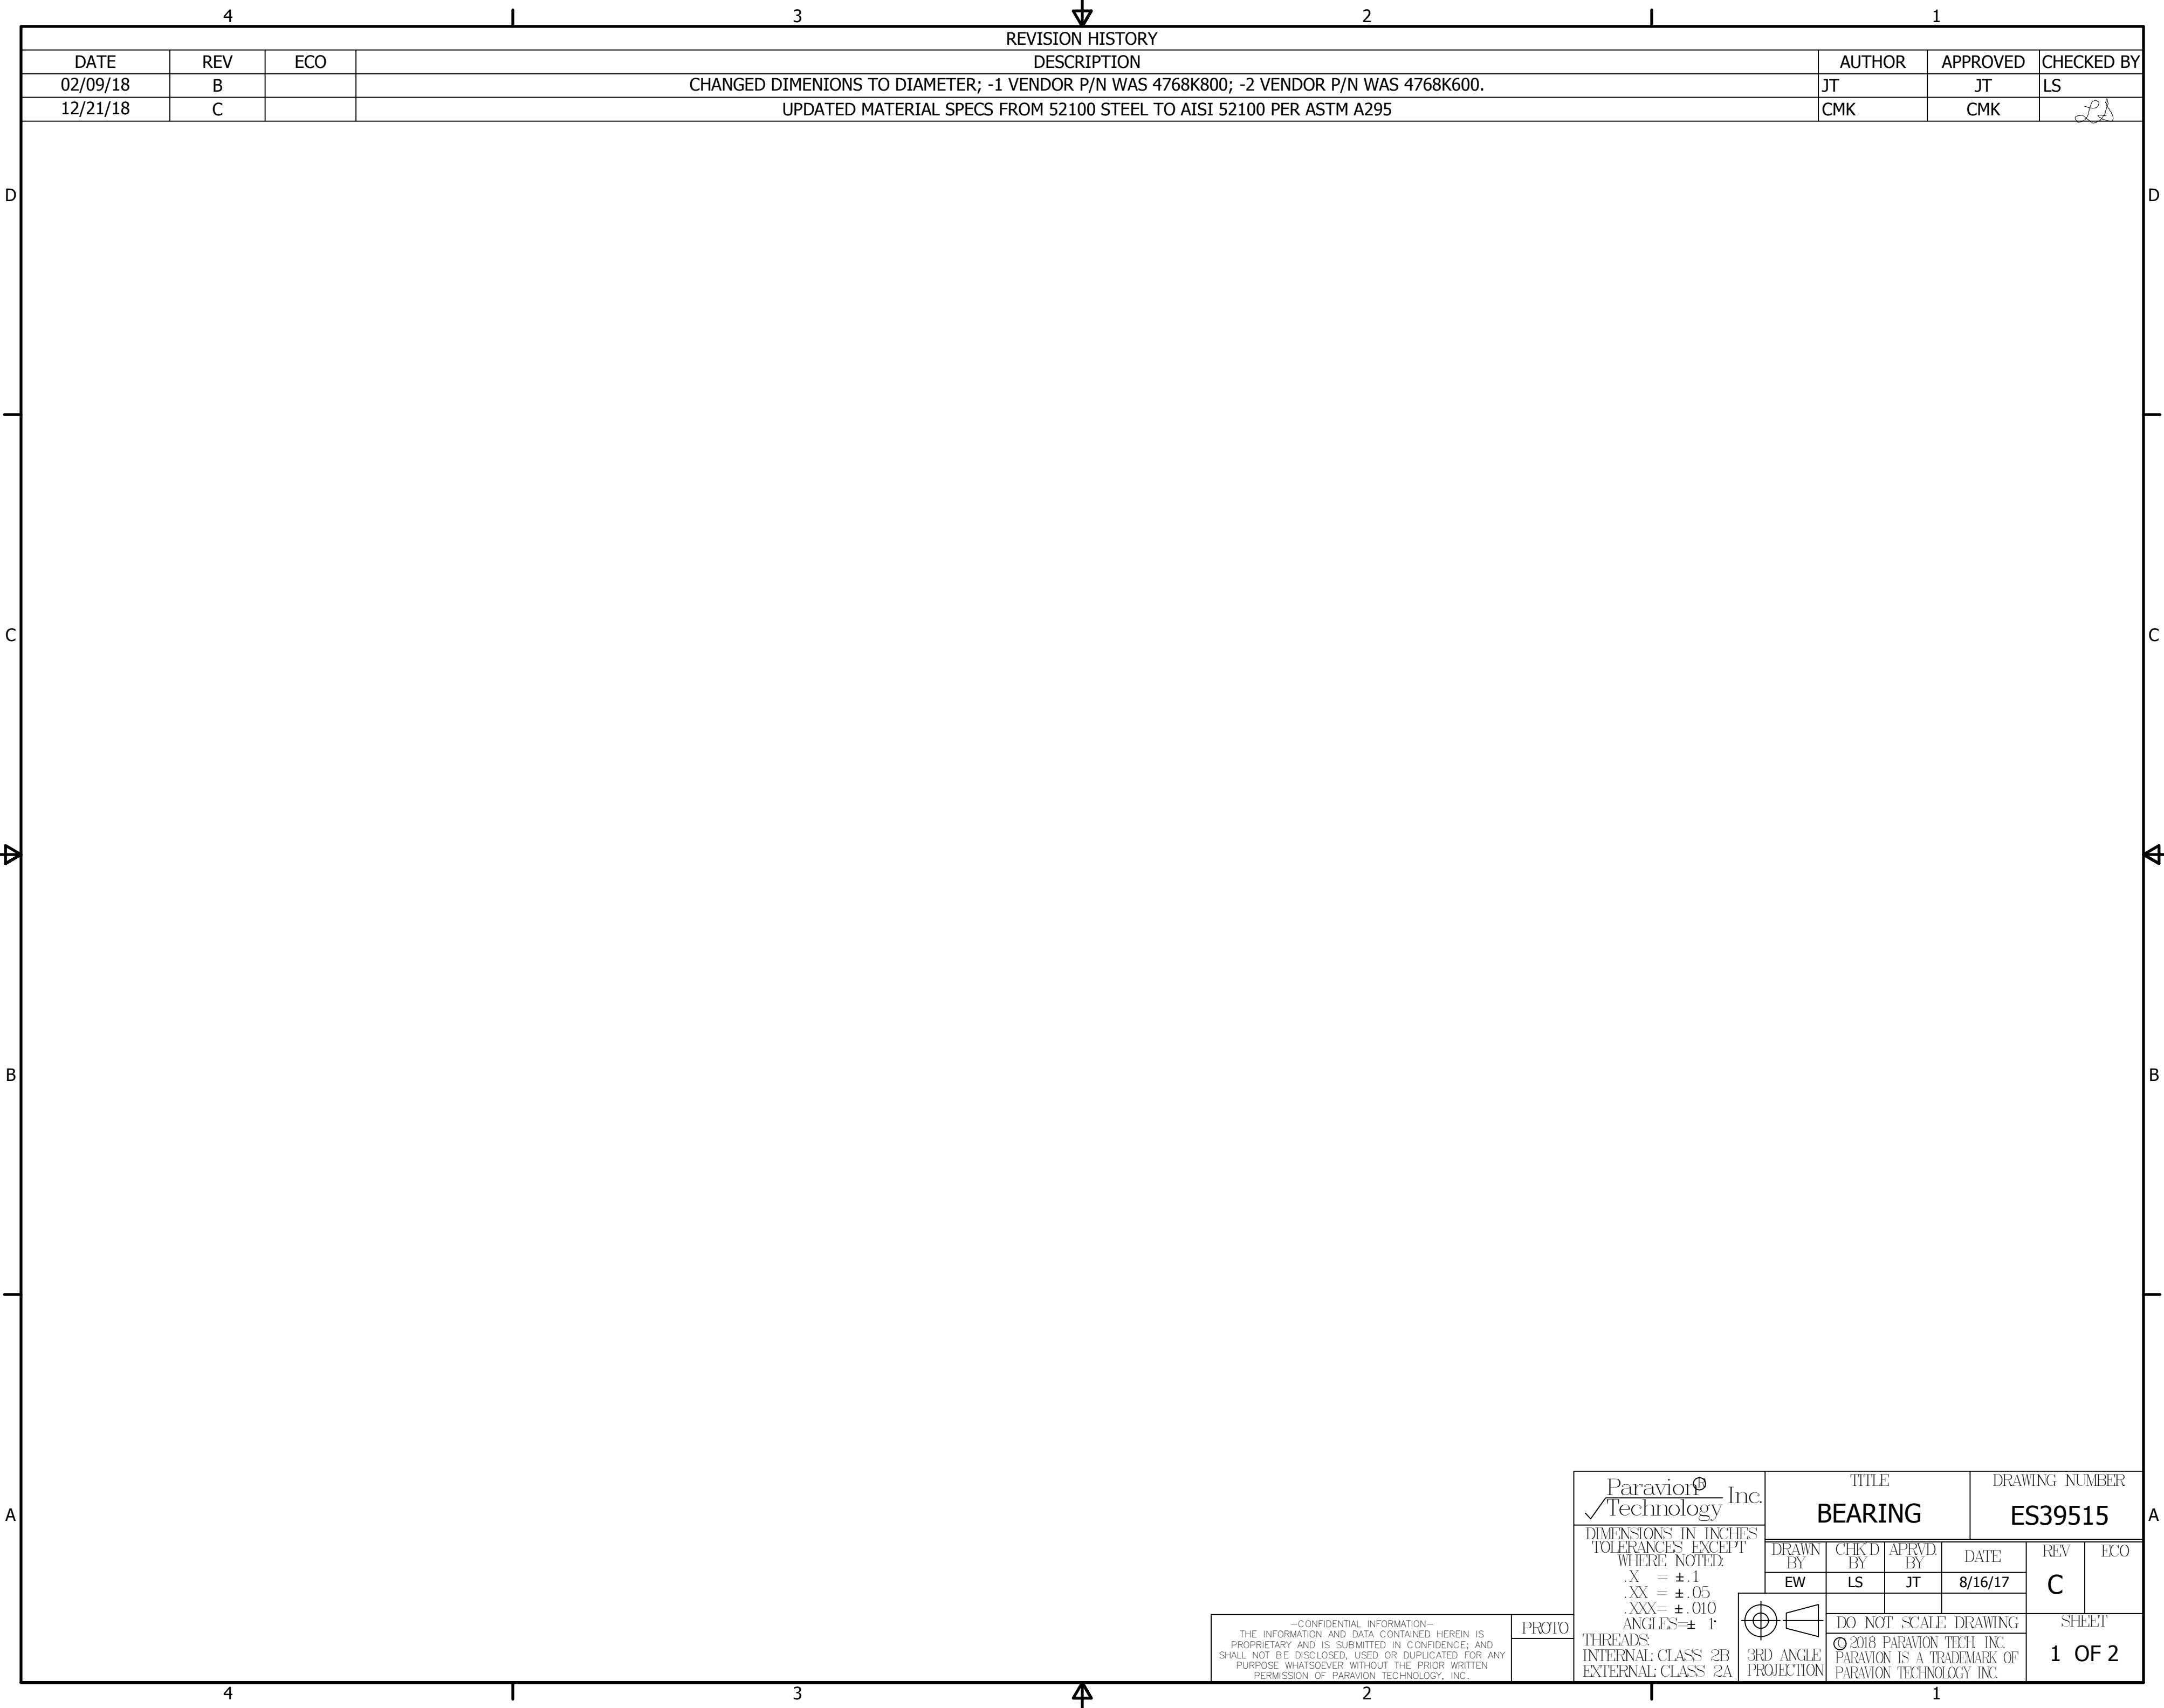 4 3 2 1
REVISION HISTORY
DATE REV ECO DESCRIPTION AUTHOR APPROVED CHECKED BY
02/09/18 B CHANGED DIMENIONS TO DIAMETER; -1 VENDOR P/N WAS 4768K800; -2 VENDOR P/N WAS 4768K600. JT JT LS
12/21/18 C UPDATED MATERIAL SPECS FROM 52100 STEEL TO AISI 52100 PER ASTM A295 CMK CMK LS
D D
C C
B B
A A
Paravion® Technology Inc.
TITLE
BEARING
DRAWING NUMBER
ES39515
DIMENSIONS IN INCHES
TOLERANCES EXCEPT
WHERE NOTED:
.X = ±.1
.XX = ±.05
.XXX= ±.010
ANGLES=± 1°
THREADS:
INTERNAL: CLASS 2B
EXTERNAL: CLASS 2A
DRAWN BY CHK'D BY APRVD. BY DATE REV ECO
EW LS JT 8/16/17 C
3RD ANGLE
PROJECTION
DO NOT SCALE DRAWING
© 2018 PARAVION TECH. INC.
PARAVION IS A TRADEMARK OF
PARAVION TECHNOLOGY INC.
SHEET
1 OF 2
PROTO
-CONFIDENTIAL INFORMATION-
THE INFORMATION AND DATA CONTAINED HEREIN IS
PROPRIETARY AND IS SUBMITTED IN CONFIDENCE; AND
SHALL NOT BE DISCLOSED, USED OR DUPLICATED FOR ANY
PURPOSE WHATSOEVER WITHOUT THE PRIOR WRITTEN
PERMISSION OF PARAVION TECHNOLOGY, INC.
4 3 2 1